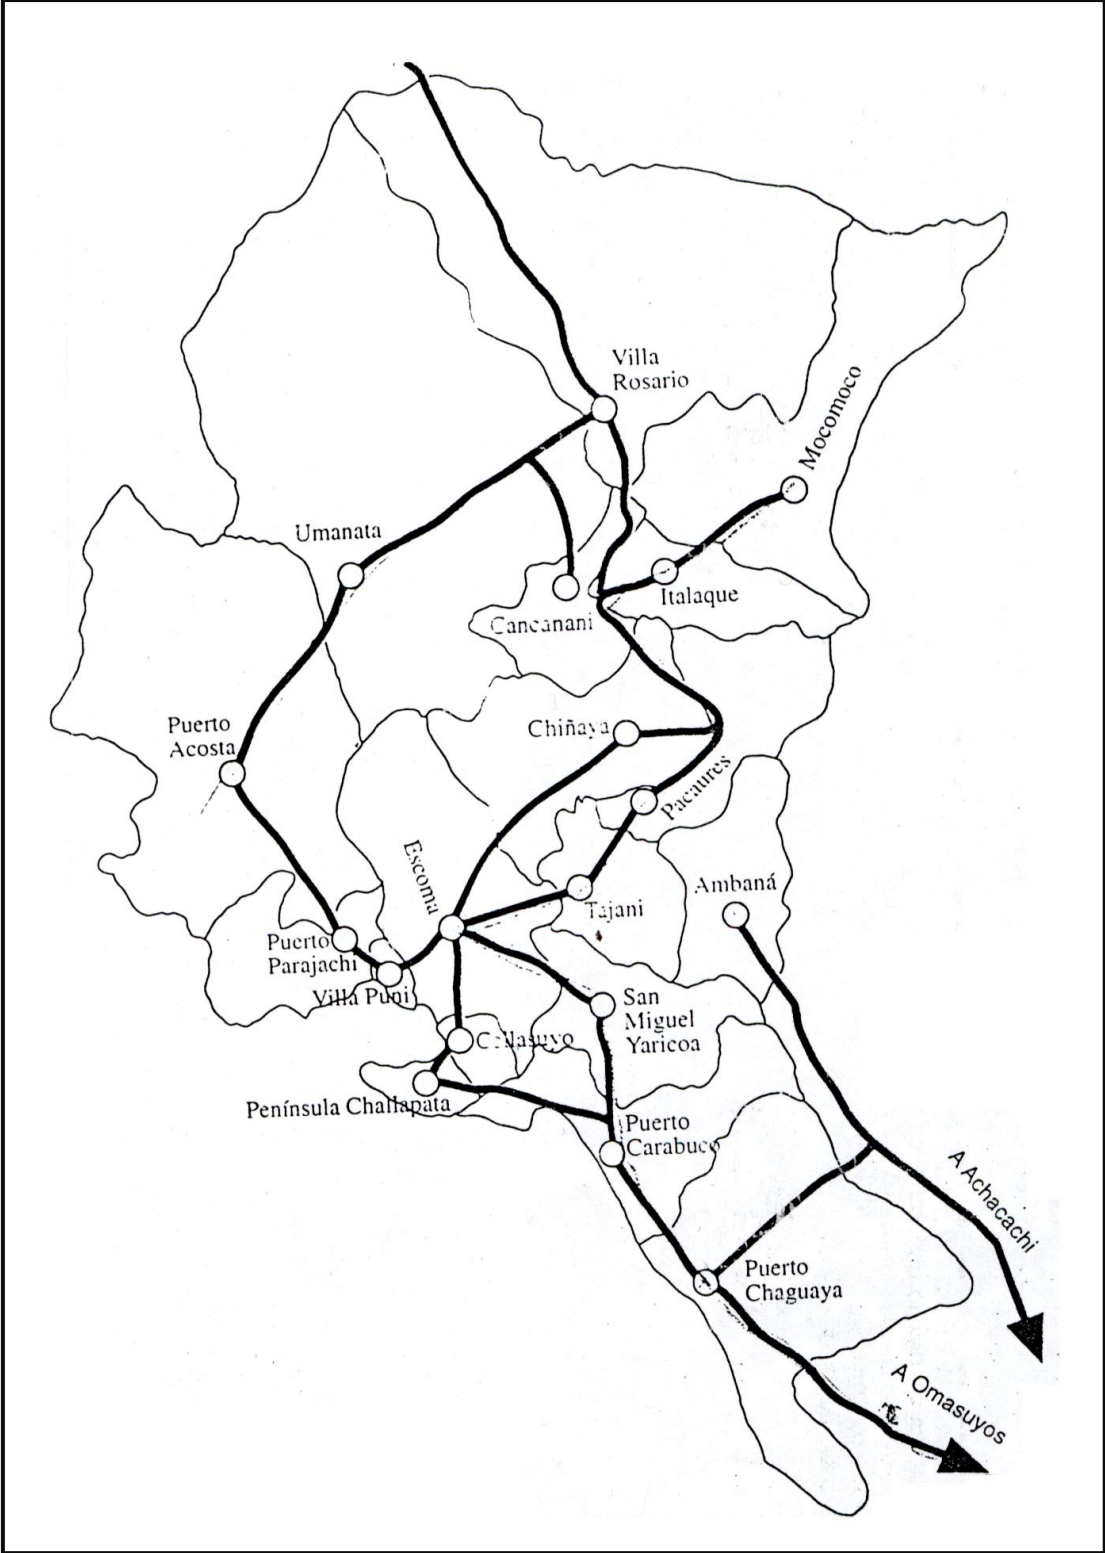 Villa
Rosario
Mocomoco
Umanata
Italaque
Cancanani
Puerto
Acosta
Chiñaya
Pacaures
Escoma
Ambaná
Tajani
Puerto
Parajachi
Villa Puni
San
Miguel
Yaricoa
Collasuyo
Península Challapata
Puerto
Carabuco
A Achacachi
Puerto
Chaguaya
A Omasuyos